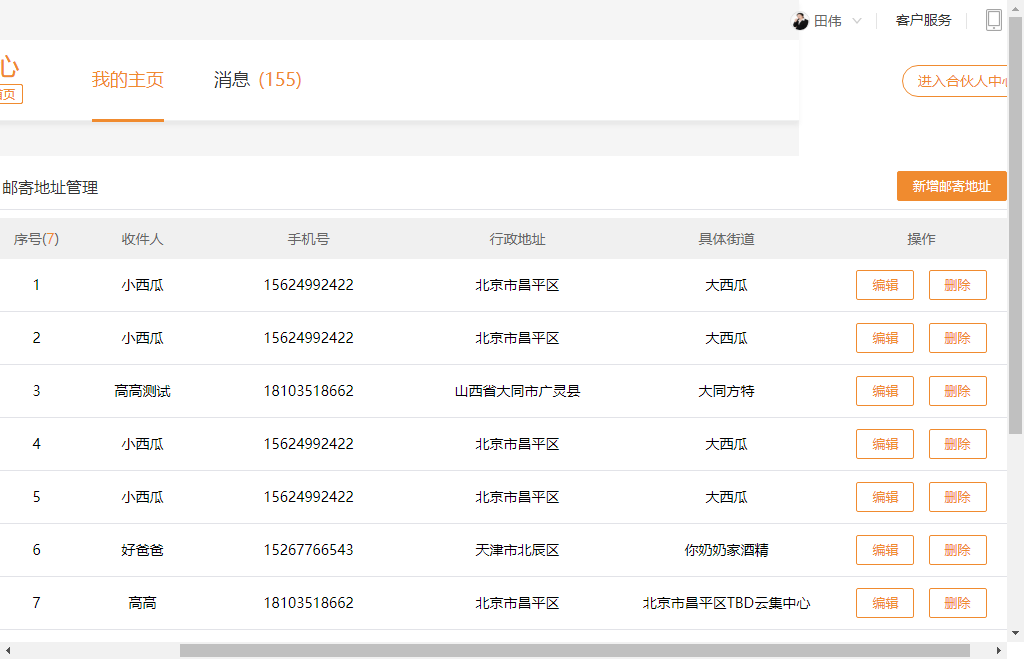 田伟
客户服务
心
首页
我的主页
消息 (155)
进入合伙人中心
邮寄地址管理
新增邮寄地址
序号(7) 收件人 手机号 行政地址 具体街道 操作
1 小西瓜 15624992422 北京市昌平区 大西瓜 编辑 删除
2 小西瓜 15624992422 北京市昌平区 大西瓜 编辑 删除
3 高高测试 18103518662 山西省大同市广灵县 大同方特 编辑 删除
4 小西瓜 15624992422 北京市昌平区 大西瓜 编辑 删除
5 小西瓜 15624992422 北京市昌平区 大西瓜 编辑 删除
6 好爸爸 15267766543 天津市北辰区 你奶奶家酒精 编辑 删除
7 高高 18103518662 北京市昌平区 北京市昌平区TBD云集中心 编辑 删除